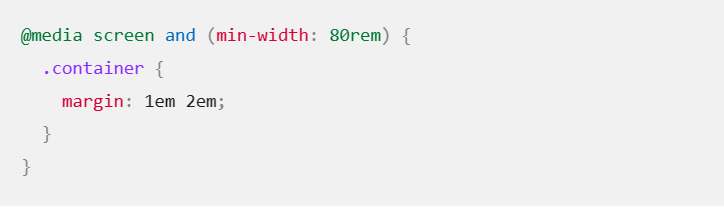 @media screen and (min-width: 80rem) {
  .container {
    margin: 1em 2em;
  }
}